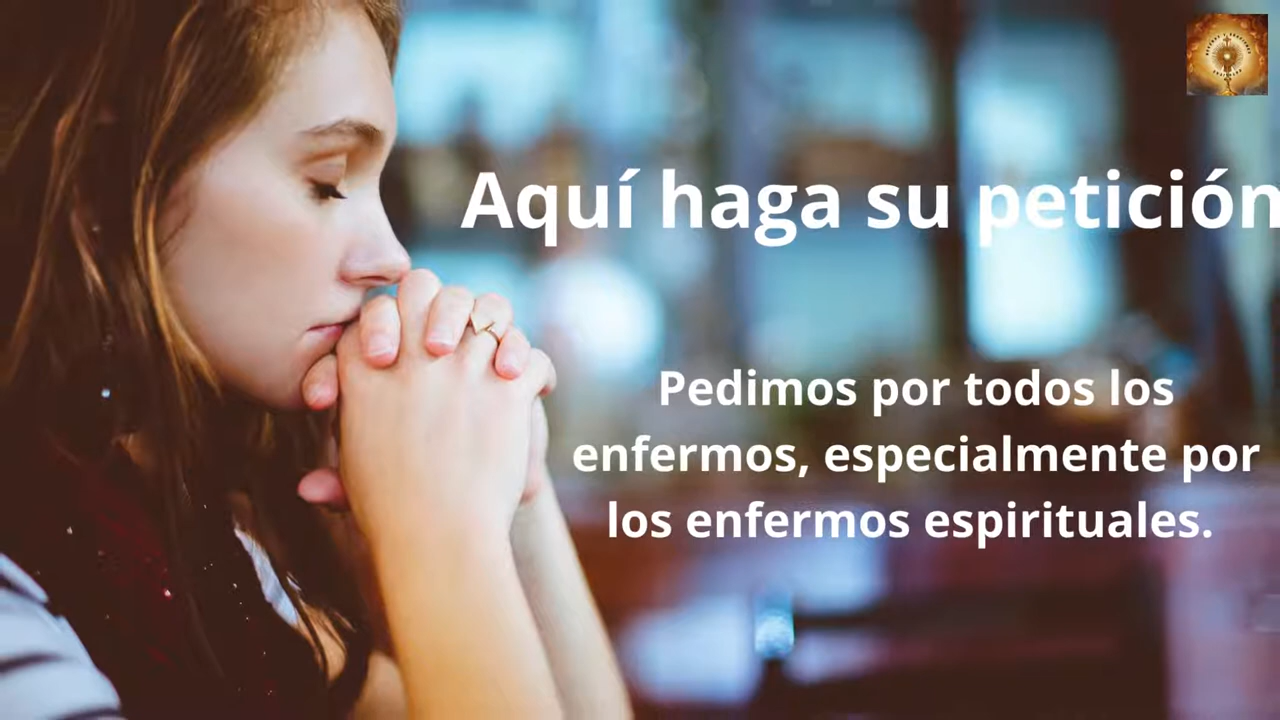 Aquí haga su petición
Pedimos por todos los
enfermos, especialmente por
los enfermos espirituales.